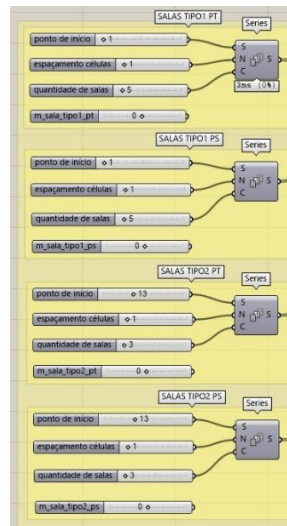 SALAS TIPO1 PT
Series
ponto de início 1
espaçamento células 1
quantidade de salas 5
S
N
C
S
3ms (0%)
m_sala_tipo1_pt 0
SALAS TIPO1 PS
Series
ponto de início 1
espaçamento células 1
quantidade de salas 5
S
N
C
S
m_sala_tipo1_ps 0
SALAS TIPO2 PT
Series
ponto de início 13
espaçamento células 1
quantidade de salas 3
S
N
C
S
m_sala_tipo2_pt 0
SALAS TIPO2 PS
Series
ponto de início 13
espaçamento células 1
quantidade de salas 3
S
N
C
S
m_sala_tipo2_ps 0